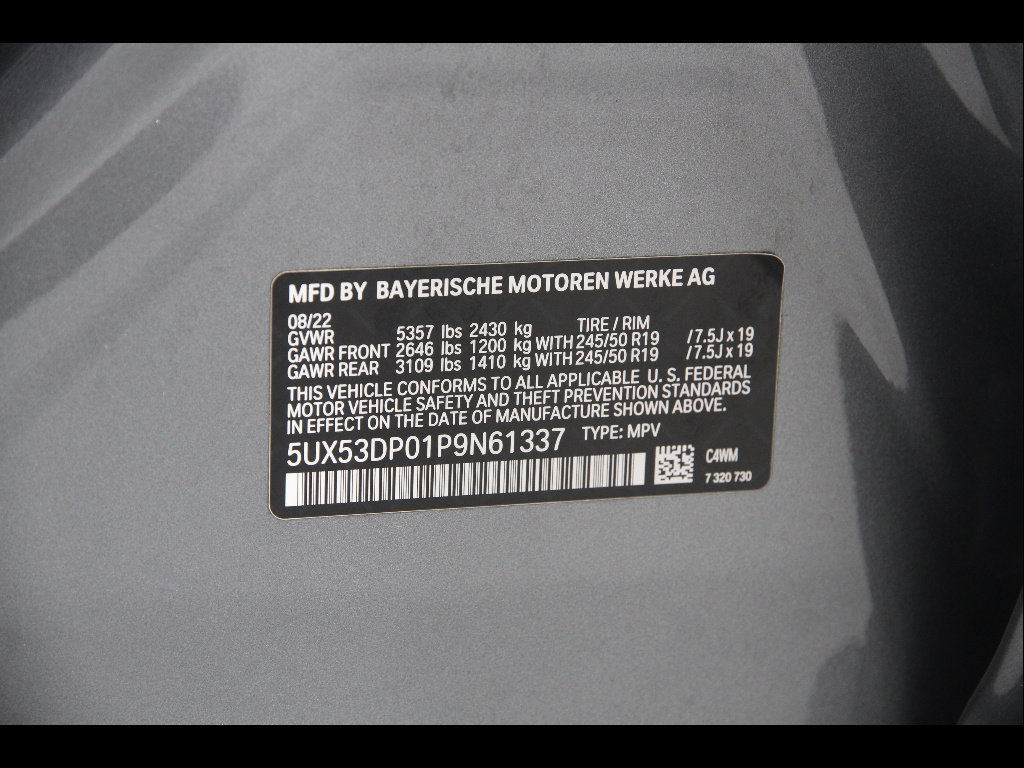 MFD BY BAYERISCHE MOTOREN WERKE AG
08/22 TIRE / RIM
GVWR 5357 lbs 2430 kg
GAWR FRONT 2646 lbs 1200 kg WITH 245/50 R19 /7.5J x 19
GAWR REAR 3109 lbs 1410 kg WITH 245/50 R19 /7.5J x 19
THIS VEHICLE CONFORMS TO ALL APPLICABLE U. S. FEDERAL
MOTOR VEHICLE SAFETY AND THEFT PREVENTION STANDARDS
IN EFFECT ON THE DATE OF MANUFACTURE SHOWN ABOVE.
5UX53DP01P9N61337 TYPE: MPV
C4WM
7 320 730